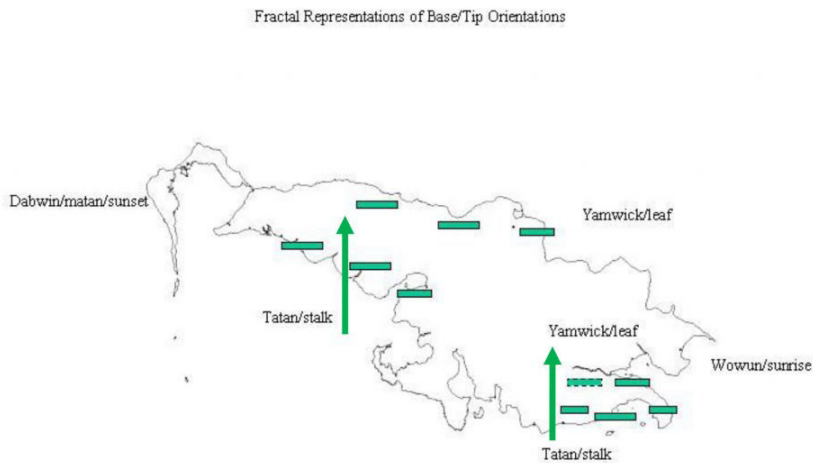 Fractal Representations of Base/Tip Orientations
Dabwin/matan/sunset
Yamwick/leaf
Tatan/stalk
Yamwick/leaf
Wowun/sunrise
Tatan/stalk